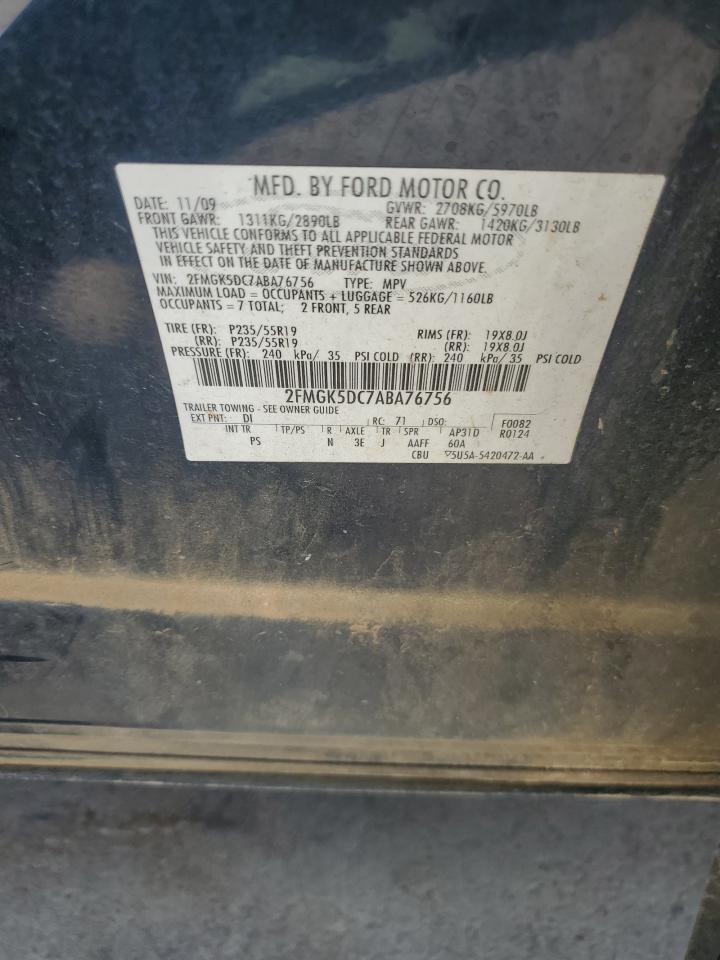 MFD. BY FORD MOTOR CO.
DATE: 11/09 GVWR: 2708KG/5970LB
FRONT GAWR: 1311KG/2890LB REAR GAWR: 1420KG/3130LB
THIS VEHICLE CONFORMS TO ALL APPLICABLE FEDERAL MOTOR
VEHICLE SAFETY AND THEFT PREVENTION STANDARDS
IN EFFECT ON THE DATE OF MANUFACTURE SHOWN ABOVE.
VIN: 2FMGK5DC7ABA76756 TYPE: MPV
MAXIMUM LOAD = OCCUPANTS + LUGGAGE = 526KG/1160LB
OCCUPANTS = 7 TOTAL; 2 FRONT, 5 REAR
TIRE (FR): P235/55R19 RIMS (FR): 19X8.0J
(RR): P235/55R19 (RR): 19X8.0J
PRESSURE (FR): 240 kPa/ 35 PSI COLD (RR): 240 kPa/ 35 PSI COLD
2FMGK5DC7ABA76756
TRAILER TOWING - SEE OWNER GUIDE
EXT PNT: DI RC: 71 DSO: F0082
INT TR TP/PS R AXLE TR SPR AP31D R0124
PS N 3E J AAFF 60A
CBU ▽5U5A-5420472-AA